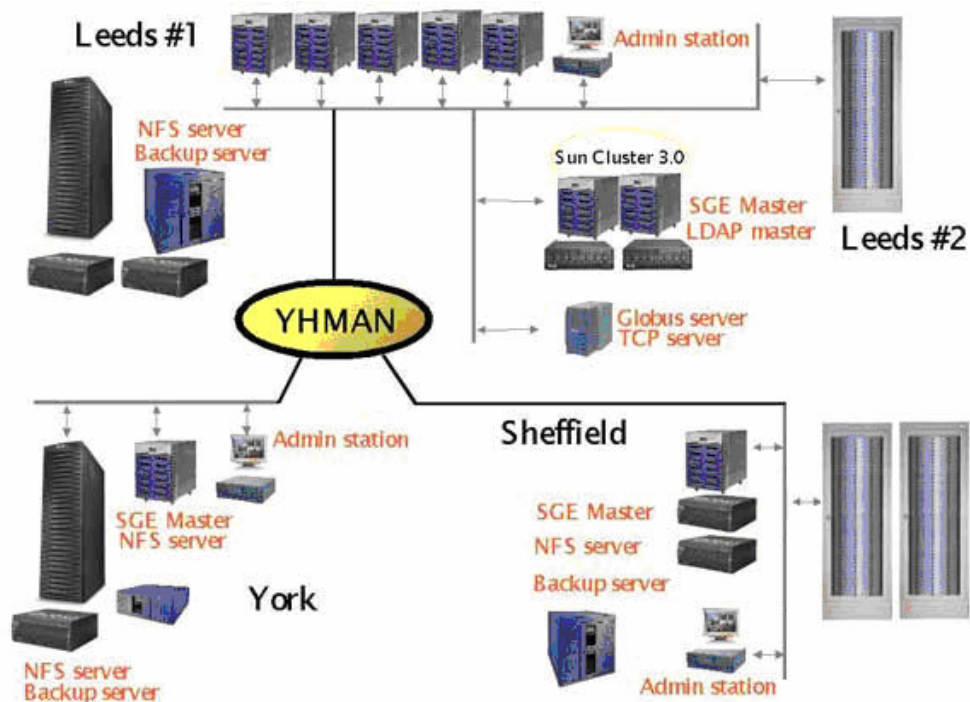 Leeds #1
Admin station
NFS server
Backup server
Sun Cluster 3.0
SGE Master
LDAP master
Leeds #2
YHMAN
Globus server
TCP server
Admin station
Sheffield
SGE Master
NFS server
SGE Master
NFS server
Backup server
York
NFS server
Backup server
Admin station